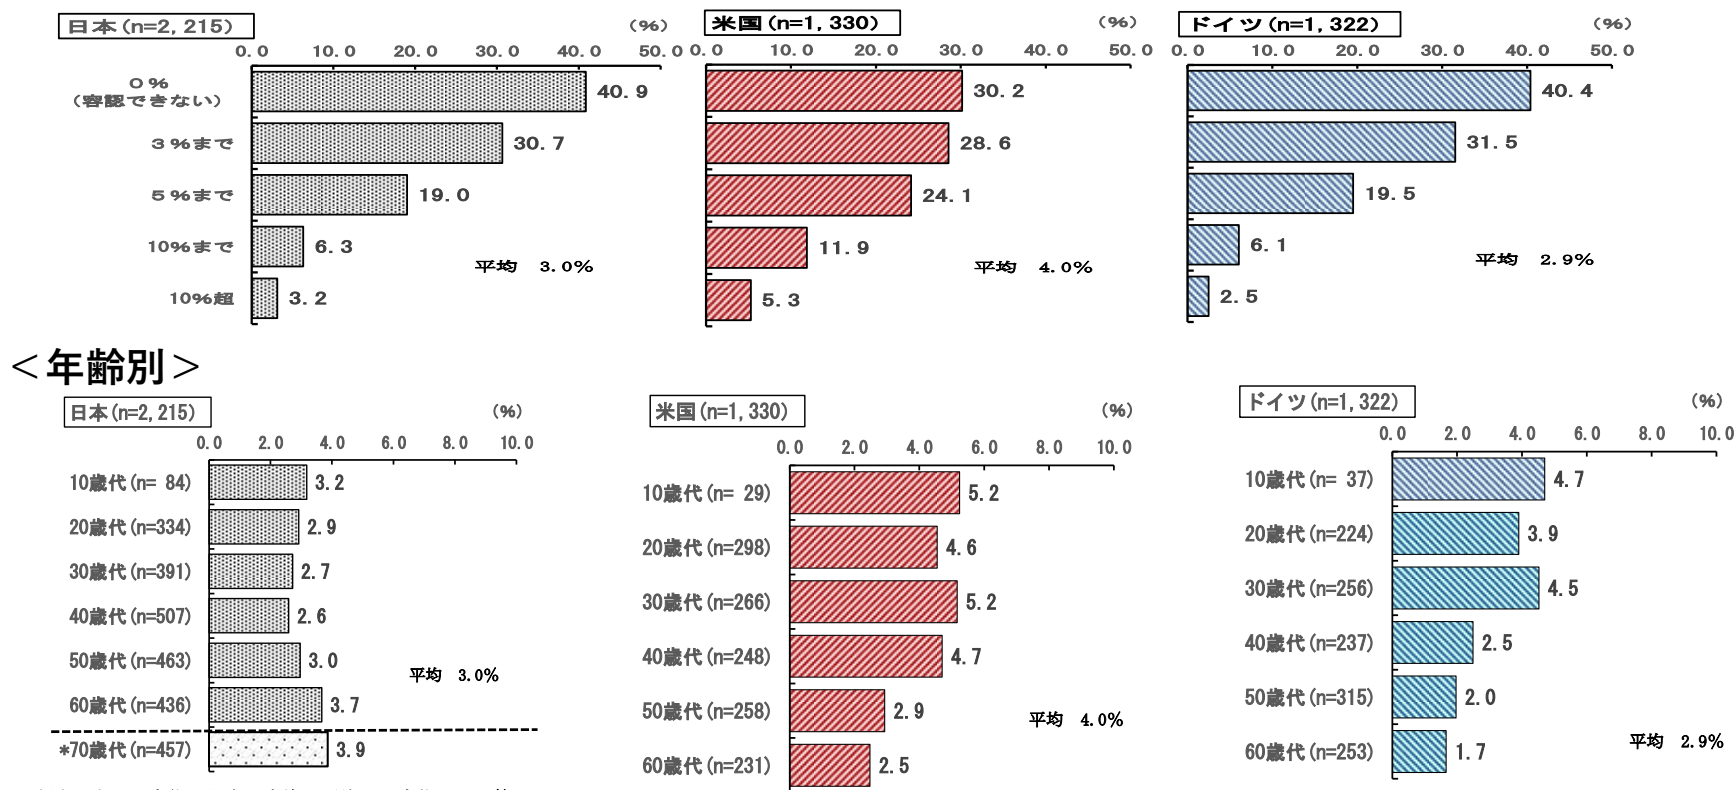 日本(n=2,215) (%)
0.0 10.0 20.0 30.0 40.0 50.0
0%
(容認できない) 40.9
3%まで 30.7
5%まで 19.0
10%まで 6.3
10%超 3.2
平均 3.0%
米国(n=1,330) (%)
0.0 10.0 20.0 30.0 40.0 50.0
30.2
28.6
24.1
11.9
5.3
平均 4.0%
ドイツ(n=1,322) (%)
0.0 10.0 20.0 30.0 40.0 50.0
40.4
31.5
19.5
6.1
2.5
平均 2.9%
<年齢別>
日本(n=2,215) (%)
0.0 2.0 4.0 6.0 8.0 10.0
10歳代(n= 84) 3.2
20歳代(n=334) 2.9
30歳代(n=391) 2.7
40歳代(n=507) 2.6
50歳代(n=463) 3.0
60歳代(n=436) 3.7
*70歳代(n=457) 3.9
平均 3.0%
米国(n=1,330) (%)
0.0 2.0 4.0 6.0 8.0 10.0
10歳代(n= 29) 5.2
20歳代(n=298) 4.6
30歳代(n=266) 5.2
40歳代(n=248) 4.7
50歳代(n=258) 2.9
60歳代(n=231) 2.5
平均 4.0%
ドイツ(n=1,322) (%)
0.0 2.0 4.0 6.0 8.0 10.0
10歳代(n= 37) 4.7
20歳代(n=224) 3.9
30歳代(n=256) 4.5
40歳代(n=237) 2.5
50歳代(n=315) 2.0
60歳代(n=253) 1.7
平均 2.9%